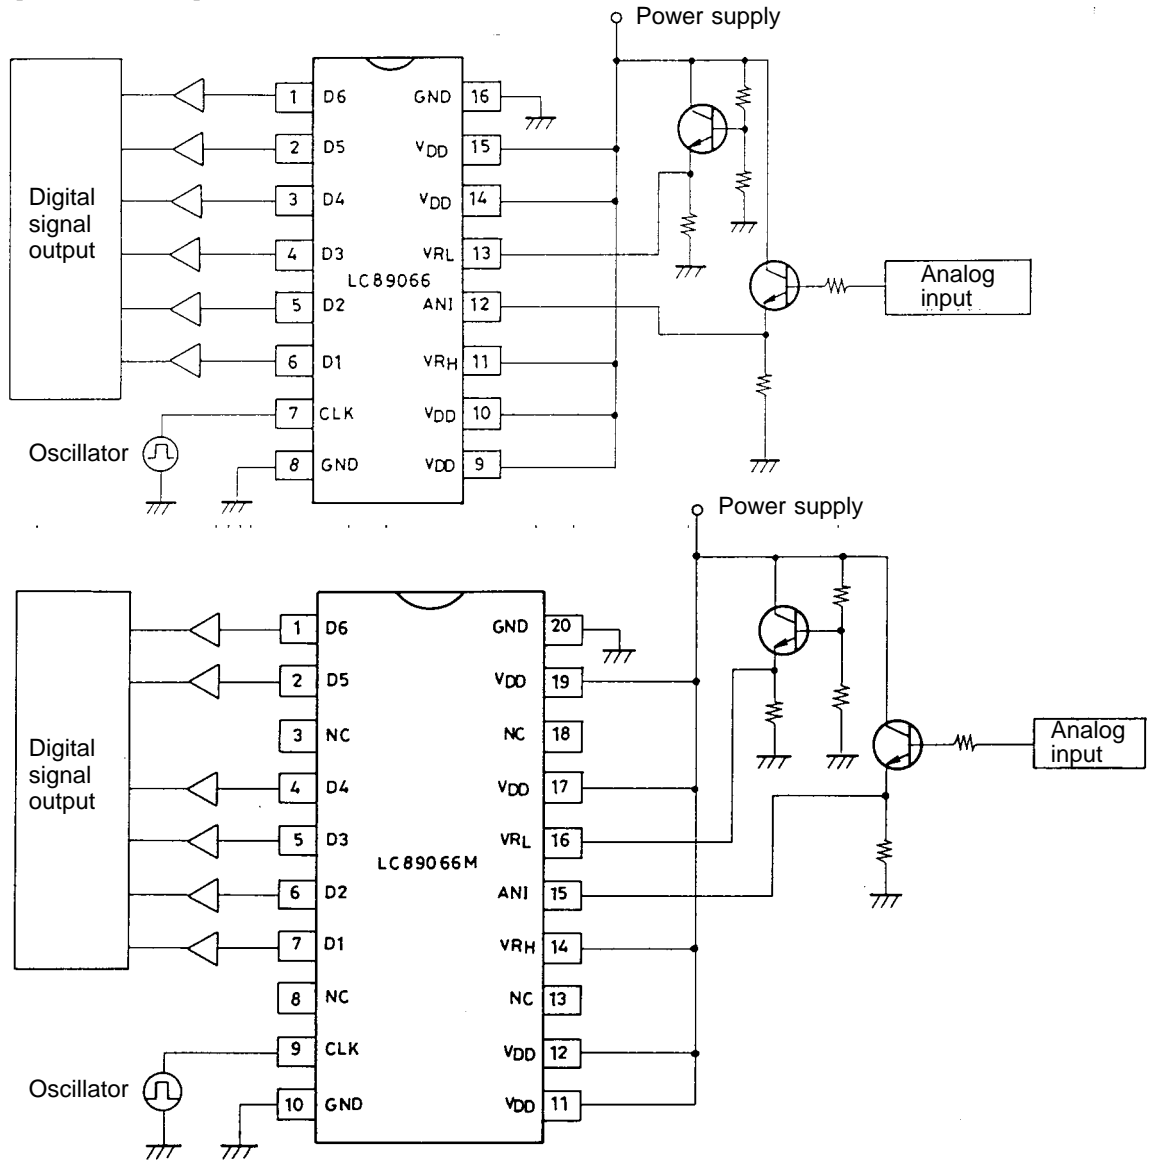 Power supply
Digital
signal
output
1 D6
2 D5
3 D4
4 D3
5 D2
6 D1
7 CLK
8 GND
LC89066
GND 16
VDD 15
VDD 14
VRL 13
ANI 12
VRH 11
VDD 10
VDD 9
Analog
input
Oscillator
Power supply
Digital
signal
output
1 D6
2 D5
3 NC
4 D4
5 D3
6 D2
7 D1
8 NC
9 CLK
10 GND
LC89066M
GND 20
VDD 19
NC 18
VDD 17
VRL 16
ANI 15
VRH 14
NC 13
VDD 12
VDD 11
Analog
input
Oscillator